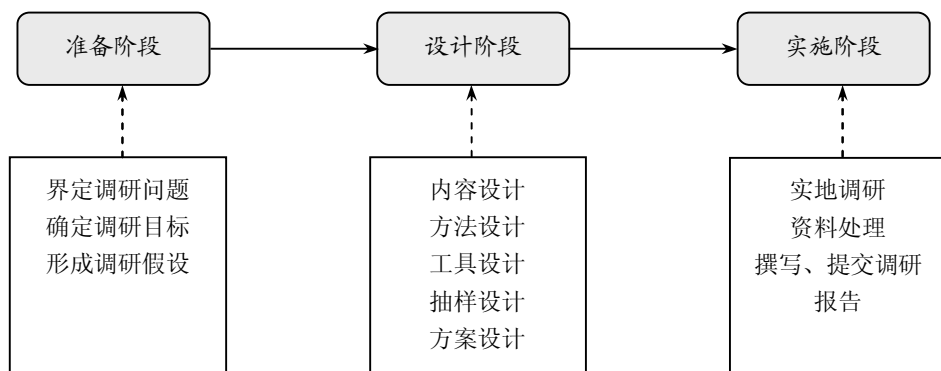 准备阶段
设计阶段
实施阶段
界定调研问题
确定调研目标
形成调研假设
内容设计
方法设计
工具设计
抽样设计
方案设计
实地调研
资料处理
撰写、提交调研
报告